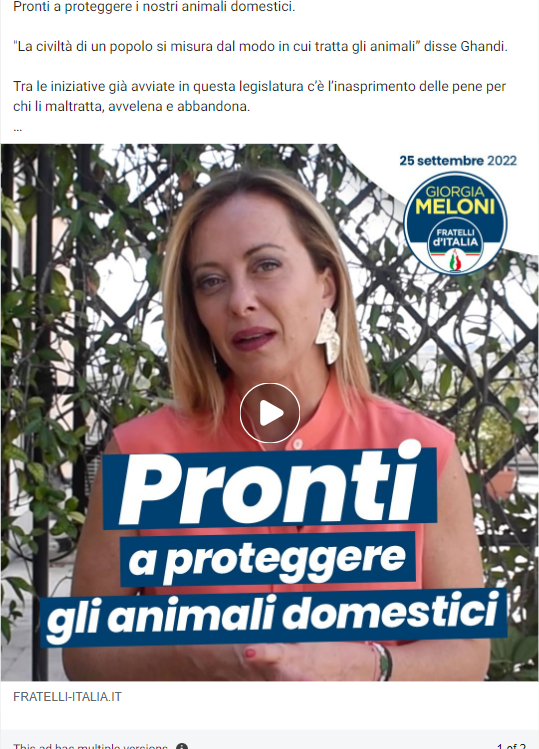 Pronti a proteggere i nostri animali domestici.
"La civiltà di un popolo si misura dal modo in cui tratta gli animali” disse Ghandi.
Tra le iniziative già avviate in questa legislatura c’è l’inasprimento delle pene per
chi li maltratta, avvelena e abbandona.
...
25 settembre 2022
GIORGIA
MELONI
FRATELLI
d'ITALIA
Pronti
a proteggere
gli animali domestici
FRATELLI-ITALIA.IT
This ad has multiple versions
1 of 2